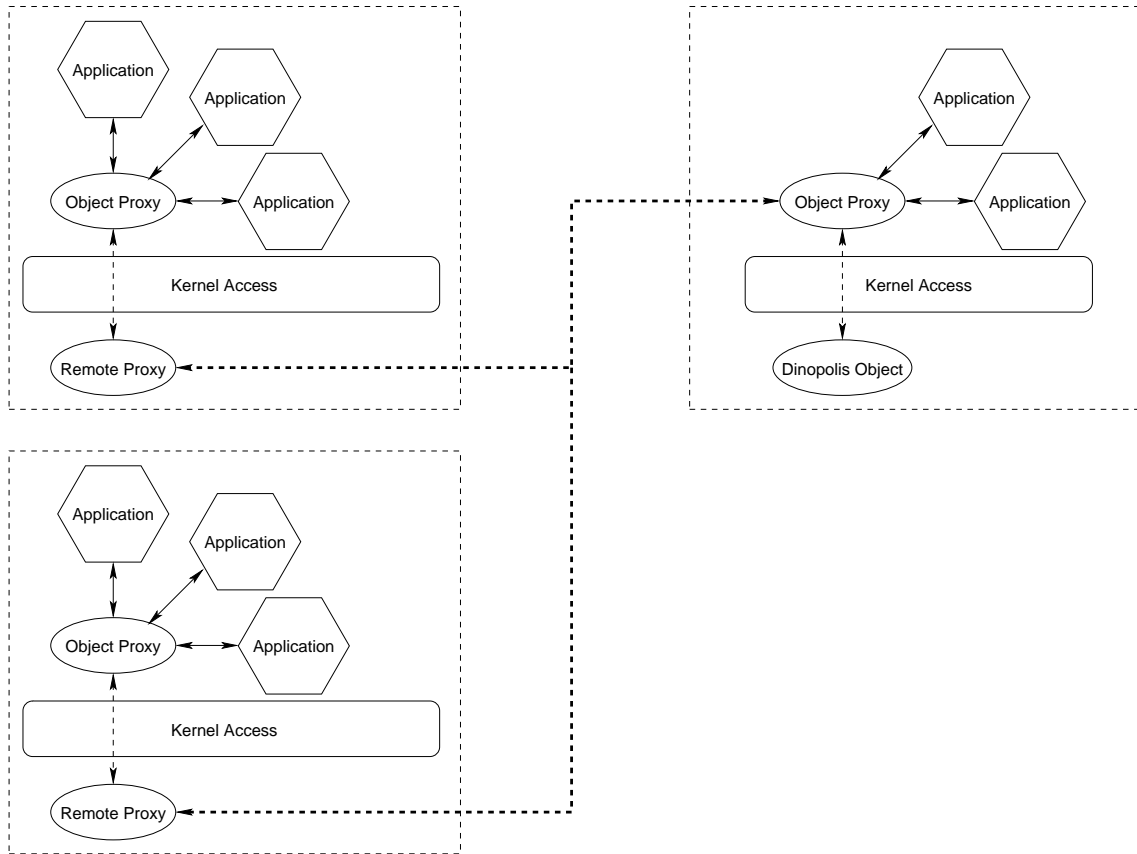 Application
Application
Object Proxy
Application
Kernel Access
Remote Proxy
Application
Object Proxy
Application
Kernel Access
Dinopolis Object
Application
Application
Object Proxy
Application
Kernel Access
Remote Proxy